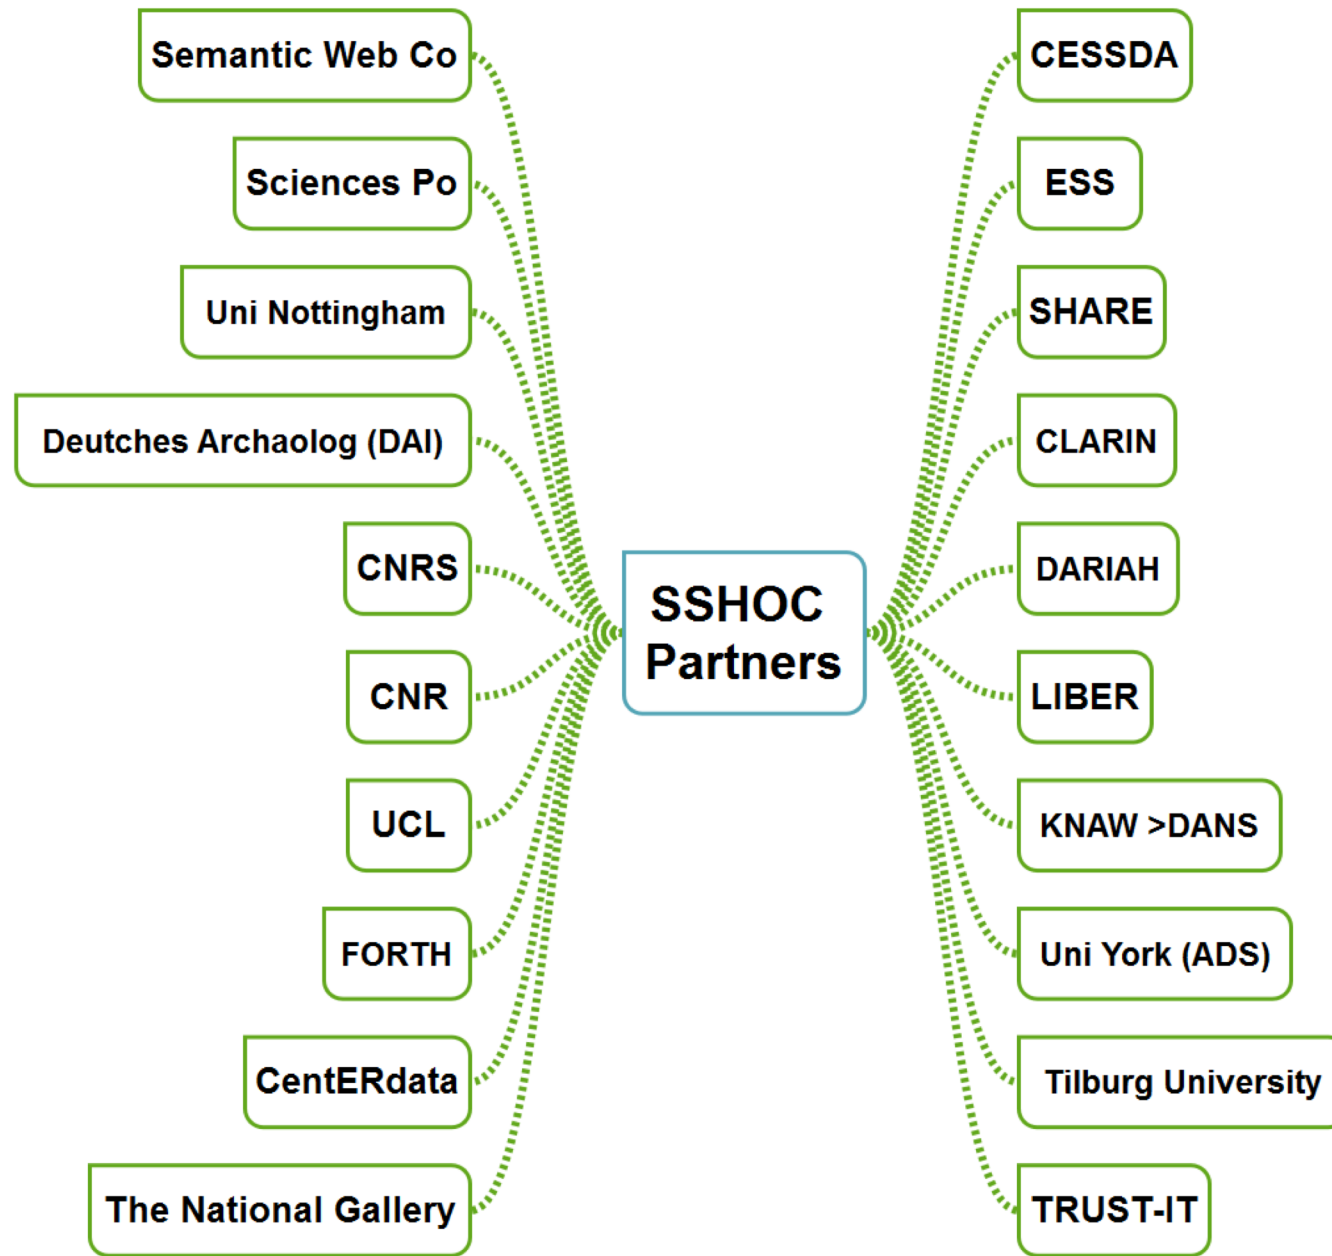 Semantic Web Co
Sciences Po
Uni Nottingham
Deutches Archaolog (DAI)
CNRS
CNR
UCL
FORTH
CentERdata
The National Gallery
SSHOC
Partners
CESSDA
ESS
SHARE
CLARIN
DARIAH
LIBER
KNAW >DANS
Uni York (ADS)
Tilburg University
TRUST-IT